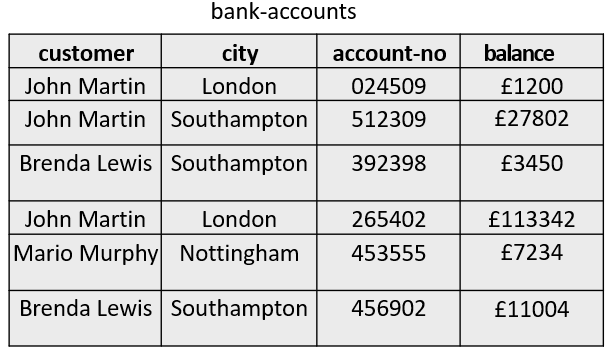 bank-accounts
customer city account-no balance
John Martin London 024509 £1200
John Martin Southampton 512309 £27802
Brenda Lewis Southampton 392398 £3450
John Martin London 265402 £113342
Mario Murphy Nottingham 453555 £7234
Brenda Lewis Southampton 456902 £11004